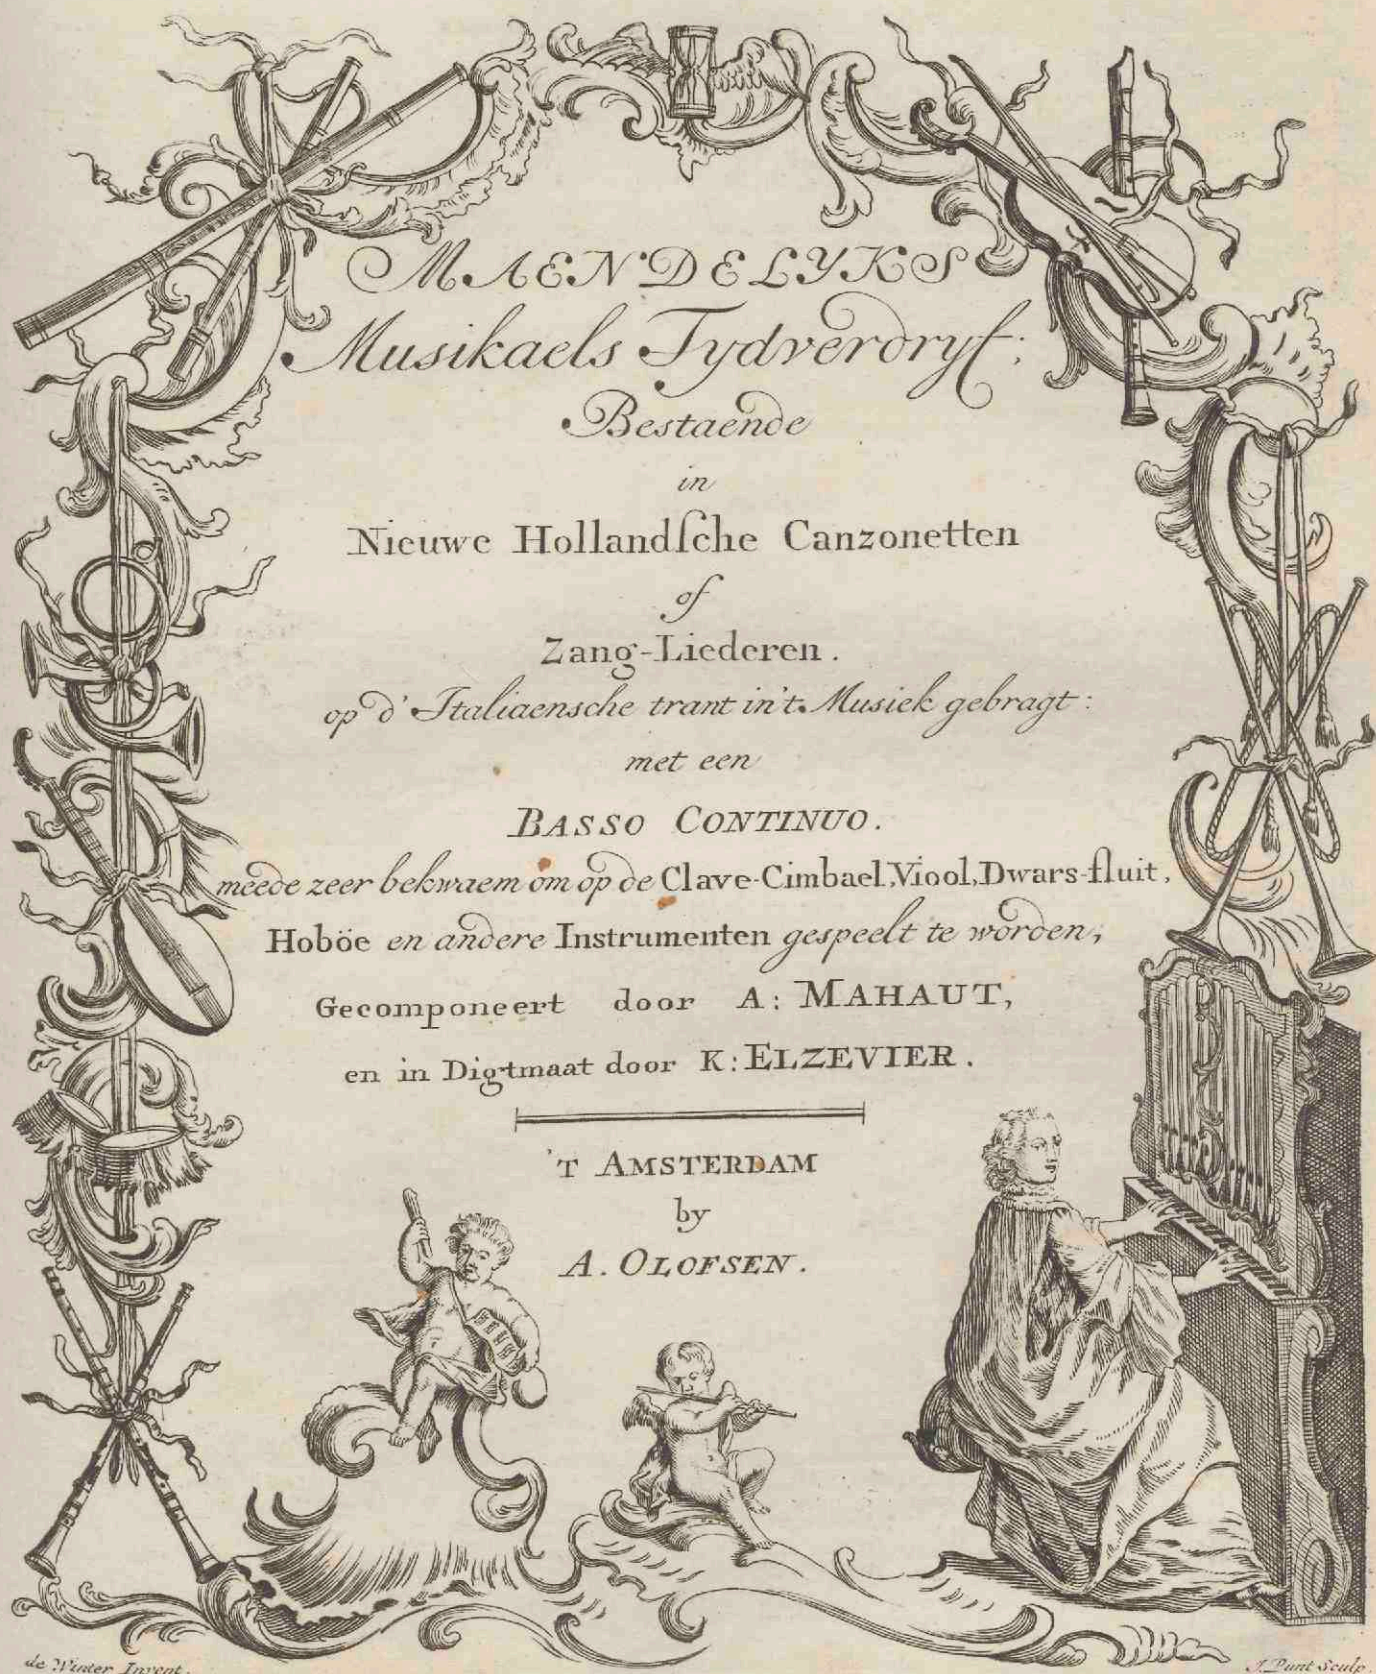 MAENDELYKS
Musikaels Tydverdryf;
Bestaende
in
Nieuwe Hollandſche Canzonetten
of
Zang-Liederen.
op d' Italiaensche trant in 't Musiek gebragt:
met een
BASSO CONTINUO.
meede zeer bekwaem om op de Clave-Cimbael, Viool, Dwars-fluit,
Hoböe en andere Instrumenten gespeelt te worden,
Gecomponeert door A: MAHAUT,
en in Digtmaat door K: ELZEVIER.
'T AMSTERDAM
by
A. OLOFSEN.
de Winter Invent.
J. Punt Sculp.